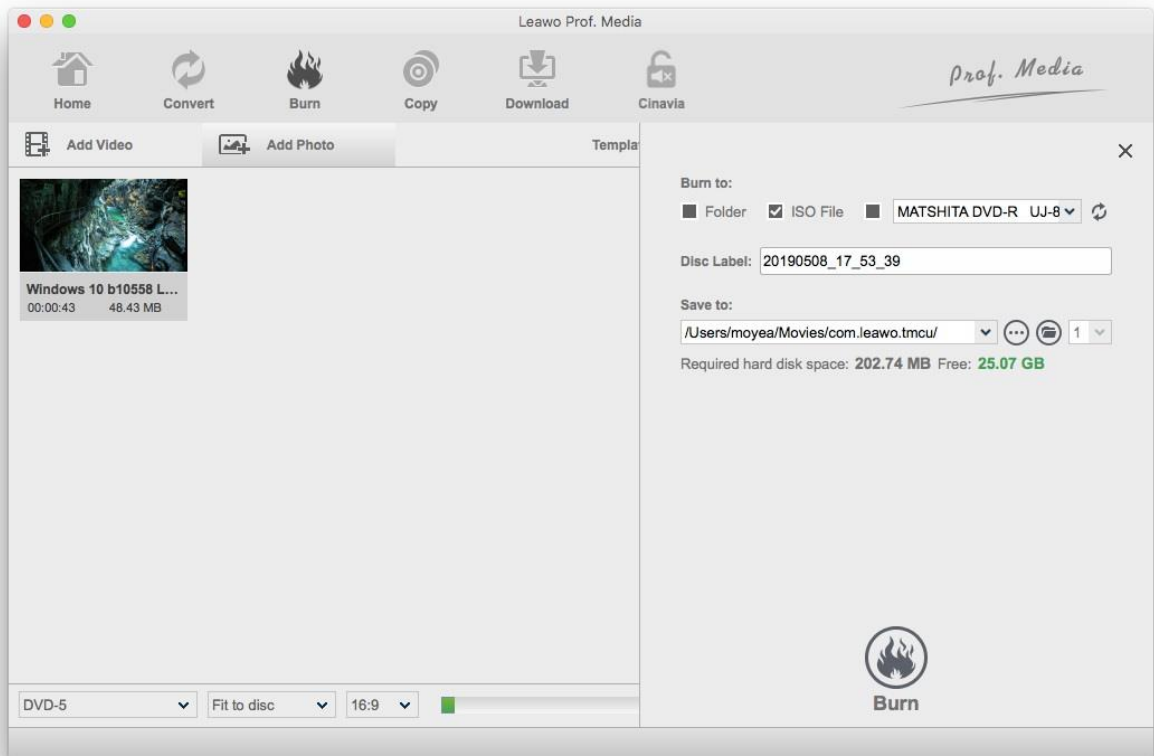 Leawo Prof. Media
Home Convert Burn Copy Download Cinavia
Prof. Media
Add Video Add Photo Templa
Burn to:
Folder ISO File MATSHITA DVD-R UJ-8
Disc Label: 20190508_17_53_39
Windows 10 b10558 L...
00:00:43 48.43 MB
Save to:
/Users/moyea/Movies/com.leawo.tmcu/ 1
Required hard disk space: 202.74 MB Free: 25.07 GB
Burn
DVD-5 Fit to disc 16:9